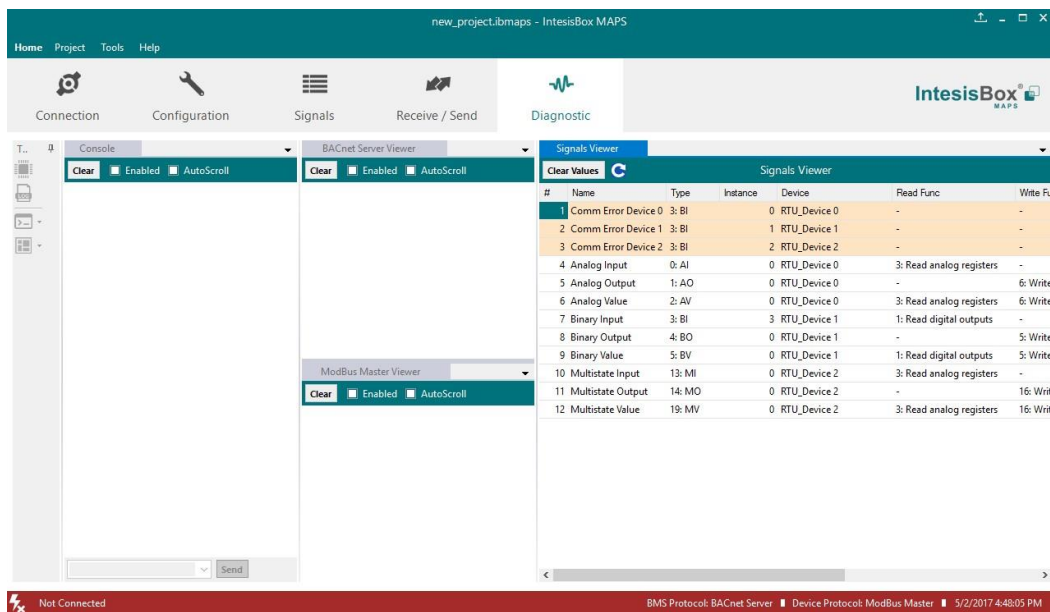 new_project.ibmaps - IntesisBox MAPS
Home Project Tools Help
Connection Configuration Signals Receive / Send Diagnostic
IntesisBox®
MAPS
T... Console BACnet Server Viewer Signals Viewer
Clear Enabled AutoScroll Clear Enabled AutoScroll Clear Values Signals Viewer
# Name Type Instance Device Read Func Write Fu
1 Comm Error Device 0 3: BI 0 RTU_Device 0 - -
2 Comm Error Device 1 3: BI 1 RTU_Device 1 - -
3 Comm Error Device 2 3: BI 2 RTU_Device 2 - -
4 Analog Input 0: AI 0 RTU_Device 0 3: Read analog registers -
5 Analog Output 1: AO 0 RTU_Device 0 - 6: Write
6 Analog Value 2: AV 0 RTU_Device 0 3: Read analog registers 6: Write
7 Binary Input 3: BI 3 RTU_Device 1 1: Read digital outputs -
8 Binary Output 4: BO 0 RTU_Device 1 - 5: Write
9 Binary Value 5: BV 0 RTU_Device 1 1: Read digital outputs 5: Write
10 Multistate Input 13: MI 0 RTU_Device 2 3: Read analog registers -
11 Multistate Output 14: MO 0 RTU_Device 2 - 16: Writ
12 Multistate Value 19: MV 0 RTU_Device 2 3: Read analog registers 16: Writ
ModBus Master Viewer
Clear Enabled AutoScroll
LOG
Send
Not Connected BMS Protocol: BACnet Server Device Protocol: ModBus Master 5/2/2017 4:48:05 PM